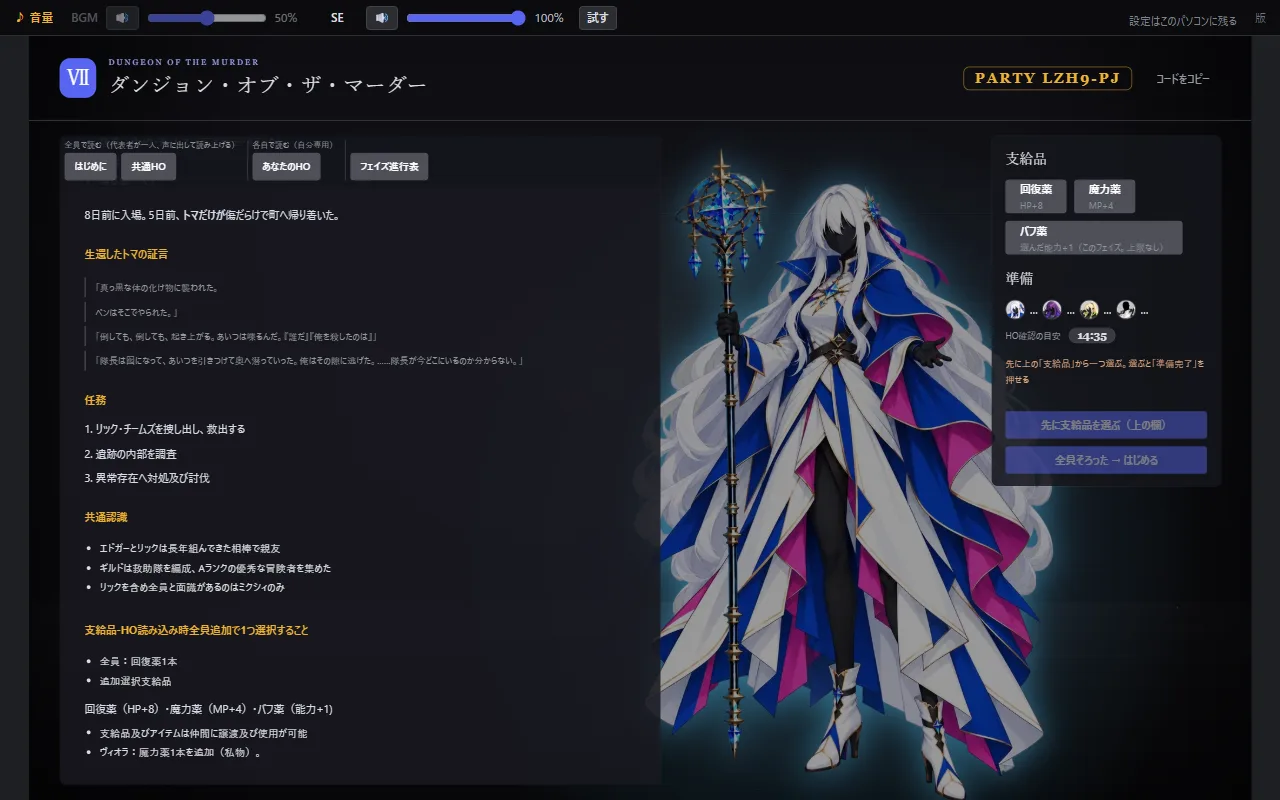 ♪ 音量 BGM 50% SE 100% 試す 設定はこのパソコンに残る 版
VII
DUNGEON OF THE MURDER
ダンジョン・オブ・ザ・マーダー
PARTY LZH9-PJ コードをコピー
全員で読む（代表者が一人、声に出して読み上げる） 各自で読む（自分専用）
はじめに 共通HO あなたのHO フェイズ進行表
8日前に入場。5日前、トマだけが傷だらけで町へ帰り着いた。
生還したトマの証言
「真っ黒な体の化け物に襲われた。
ベンはそこでやられた。」
「倒しても、倒しても、起き上がる。あいつは喋るんだ。『誰だ』『俺を殺したのは』」
「隊長は囮になって、あいつを引きつけて奥へ潜っていった。俺はその隙に逃げた。……隊長が今どこにいるのか分からない。」
任務
1. リック・チームズを捜し出し、救出する
2. 遺跡の内部を調査
3. 異常存在へ対処及び討伐
共通認識
• エドガーとリックは長年組んできた相棒で親友
• ギルドは救助隊を編成、Aランクの優秀な冒険者を集めた
• リックを含め全員と面識があるのはミクシィのみ
支給品-HO読み込み時全員追加で1つ選択すること
• 全員：回復薬1本
• 追加選択支給品
回復薬（HP+8）・魔力薬（MP+4）・バフ薬（能力+1）
• 支給品及びアイテムは仲間に譲渡及び使用が可能
• ヴィオラ：魔力薬1本を追加（私物）。
支給品
回復薬 魔力薬
HP+8 MP+4
バフ薬
選んだ能力+1（このフェイズ。上限なし）
準備
... ... ... ...
HO確認の目安 14:35
先に上の「支給品」から一つ選ぶ。選ぶと「準備完了」を
押せる
先に支給品を選ぶ（上の欄）
全員そろった → はじめる